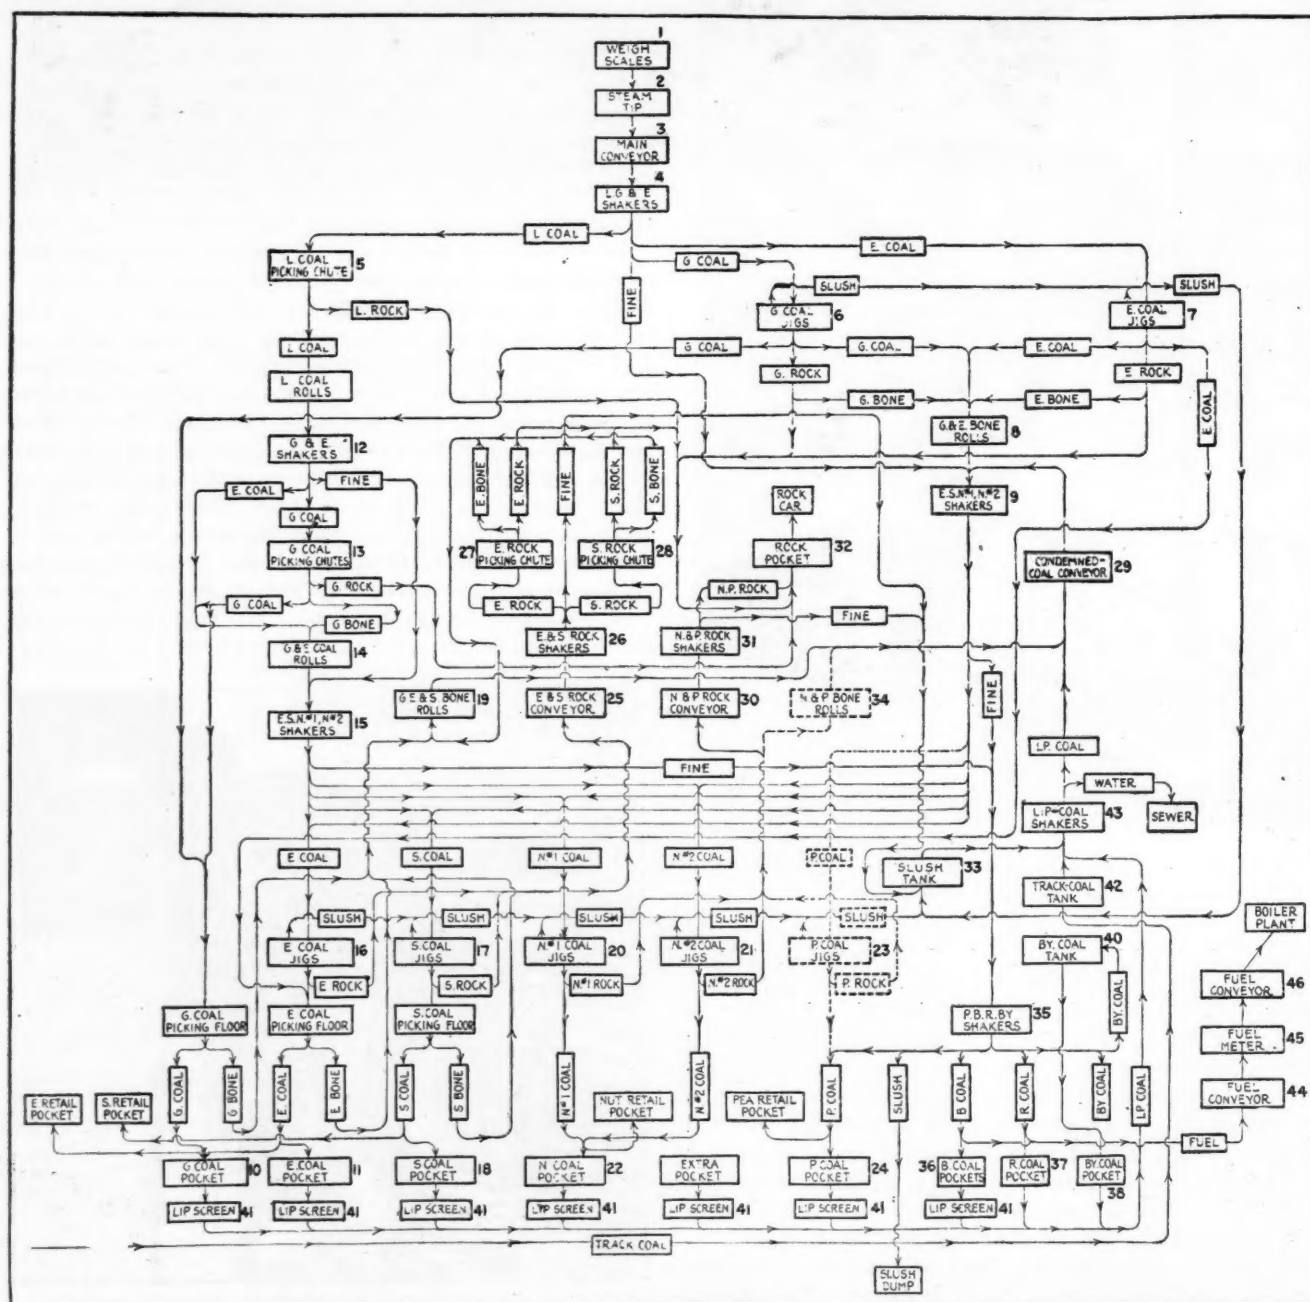 1
WEIGH
SCALES
2
STEAM
TIP
3
MAIN
CONVEYOR
4
L.G & E
SHAKERS
L COAL
E. COAL
G COAL
L. COAL
PICKING CHUTE
5
SLUSH
SLUSH
FINE
L. ROCK
G. COAL
JIGS
6
E. COAL
JIGS
7
L COAL
G COAL
G. COAL
E. COAL
L COAL
ROLLS
G. ROCK
E. ROCK
G. BONE
E. BONE
E. COAL
G. & E. BONE
ROLLS
8
G & E
SHAKERS
12
E. BONE
E. ROCK
FINE
S. ROCK
S. BONE
E. COAL
FINE
ROCK
CAR
E.S.N.#1, N.#2
SHAKERS
9
G COAL
G COAL
PICKING CHUTES
13
27
E. ROCK
PICKING CHUTE
S. ROCK
PICKING CHUTE
28
ROCK
POCKET
32
CONDEMNED-
COAL CONVEYOR
29
G. ROCK
N.P. ROCK
G COAL
E. ROCK
S. ROCK
G BONE
FINE
E. & S. ROCK
SHAKERS
26
N. & P. ROCK
SHAKERS
31
G & E COAL
ROLLS
14
FINE
G E & S. BONE
ROLLS
19
E & S ROCK
CONVEYOR
25
N & P ROCK
CONVEYOR
30
N & P BONE
ROLLS
34
E.S.N.#1, N.#2
SHAKERS
15
LP. COAL
FINE
WATER
LIP-COAL
SHAKERS
43
SEWER
E COAL
S. COAL
N.#1 COAL
N.#2 COAL
P. COAL
SLUSH
TANK
33
TRACK-COAL
TANK
42
SLUSH
SLUSH
SLUSH
SLUSH
SLUSH
BOILER
PLANT
E. COAL
JIGS
16
S. COAL
JIGS
17
N.#1 COAL
JIGS
20
N.#2 COAL
JIGS
21
P. COAL
JIGS
23
BY. COAL
TANK
40
E ROCK
S. ROCK
N.#1 ROCK
N.#2 ROCK
P. ROCK
FUEL
CONVEYOR
46
BY. COAL
G. COAL
PICKING FLOOR
E COAL
PICKING FLOOR
S. COAL
PICKING FLOOR
P. B. R. BY
SHAKERS
35
FUEL
METER
45
G. COAL
G BONE
E. COAL
E BONE
S COAL
S BONE
N#1 COAL
N#2 COAL
P. COAL
SLUSH
B COAL
R. COAL
BY COAL
LP COAL
FUEL
CONVEYOR
44
E RETAIL
POCKET
S. RETAIL
POCKET
NUT RETAIL
POCKET
PEA RETAIL
POCKET
FUEL
G COAL
POCKET
10
E. COAL
POCKET
11
S COAL
POCKET
18
N. COAL
POCKET
22
EXTRA
POCKET
P COAL
POCKET
24
36
B. COAL
POCKETS
R. COAL
POCKET
37
BY. COAL
POCKET
38
LIP SCREEN
41
LIP SCREEN
41
LIP SCREEN
41
LIP SCREEN
41
LIP SCREEN
41
LIP SCREEN
41
LIP SCREEN
41
TRACK COAL
SLUSH
DUMP